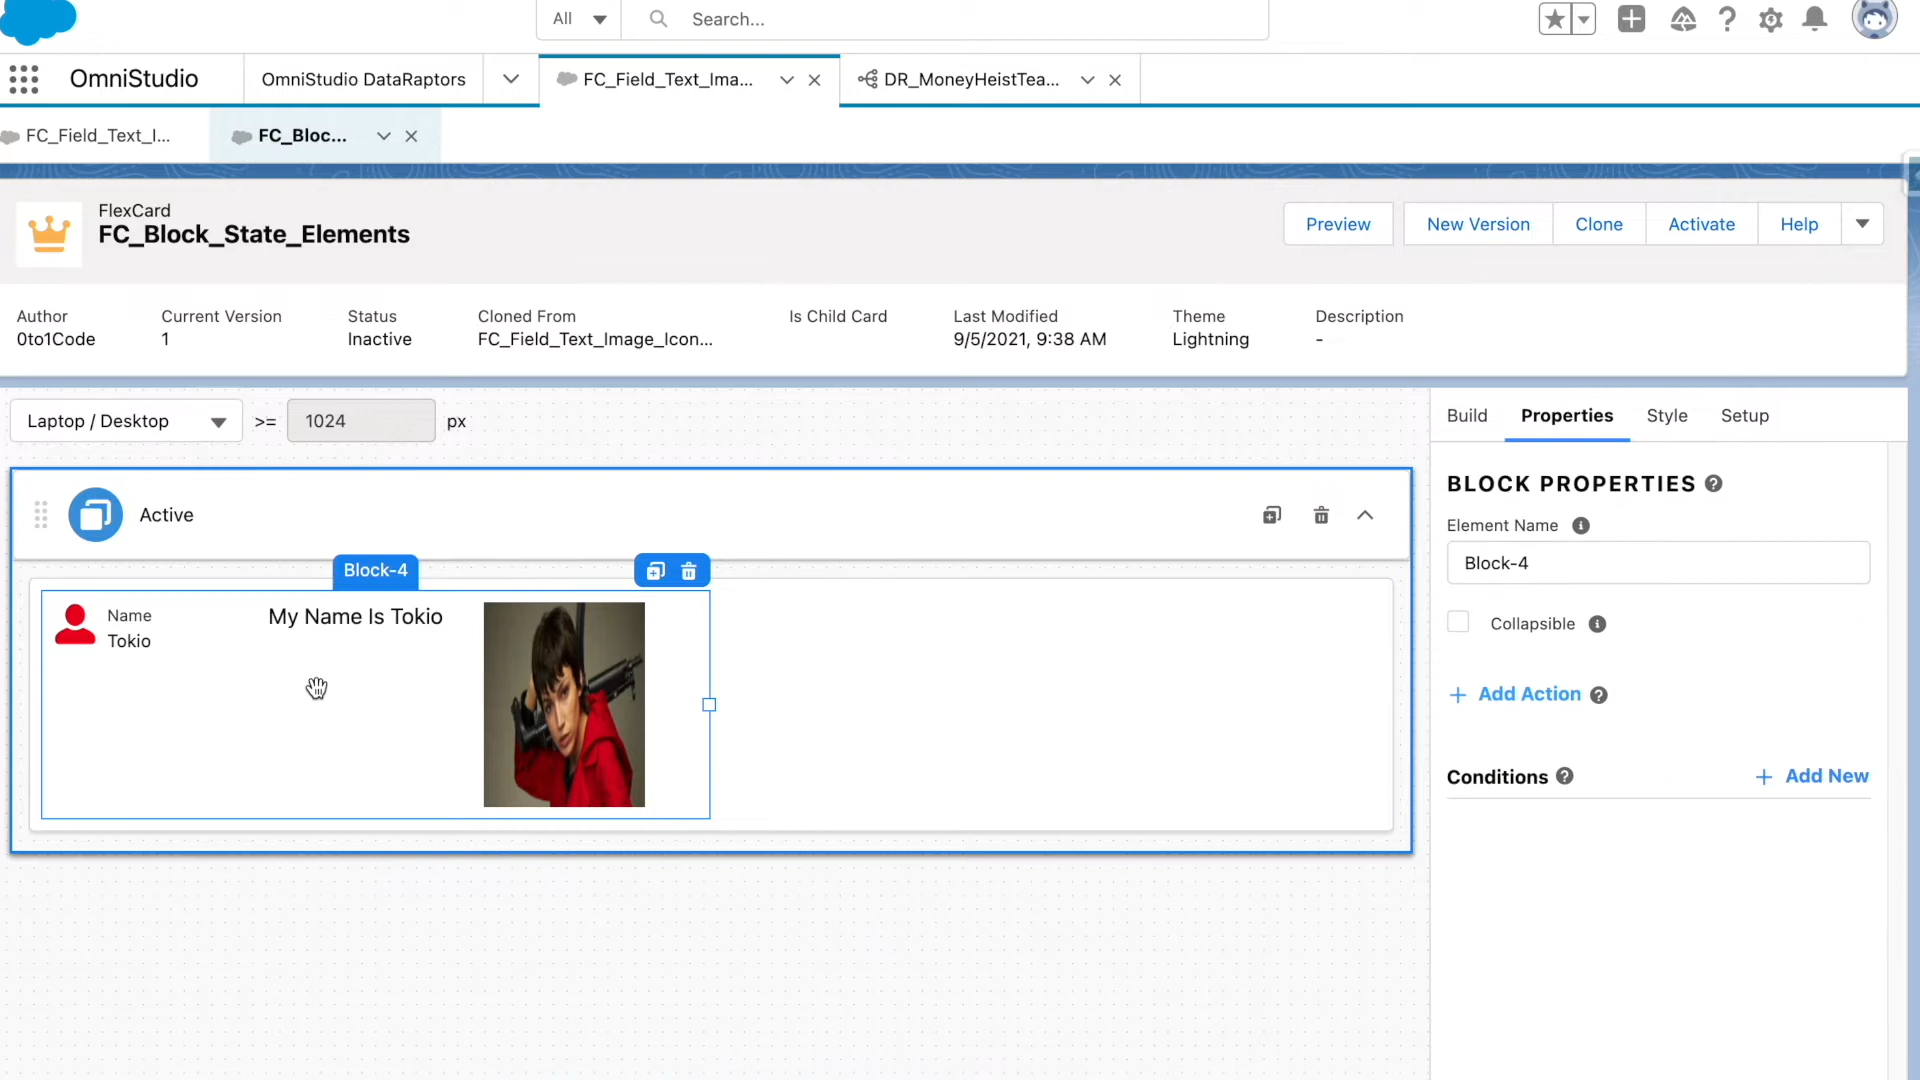 All
Search...
OmniStudio
OmniStudio DataRaptors
FC_Field_Text_Ima...
DR_MoneyHeistTea...
FC_Field_Text_I...
FC_Bloc...
FlexCard
FC_Block_State_Elements
Preview
New Version
Clone
Activate
Help
Author
0to1Code
Current Version
1
Status
Inactive
Cloned From
FC_Field_Text_Image_Icon...
Is Child Card
Last Modified
9/5/2021, 9:38 AM
Theme
Lightning
Description
-
Laptop / Desktop
>=
1024
px
Build
Properties
Style
Setup
Active
Block-4
Name
Tokio
My Name Is Tokio
BLOCK PROPERTIES
Element Name
Block-4
Collapsible
+ Add Action
Conditions
+ Add New